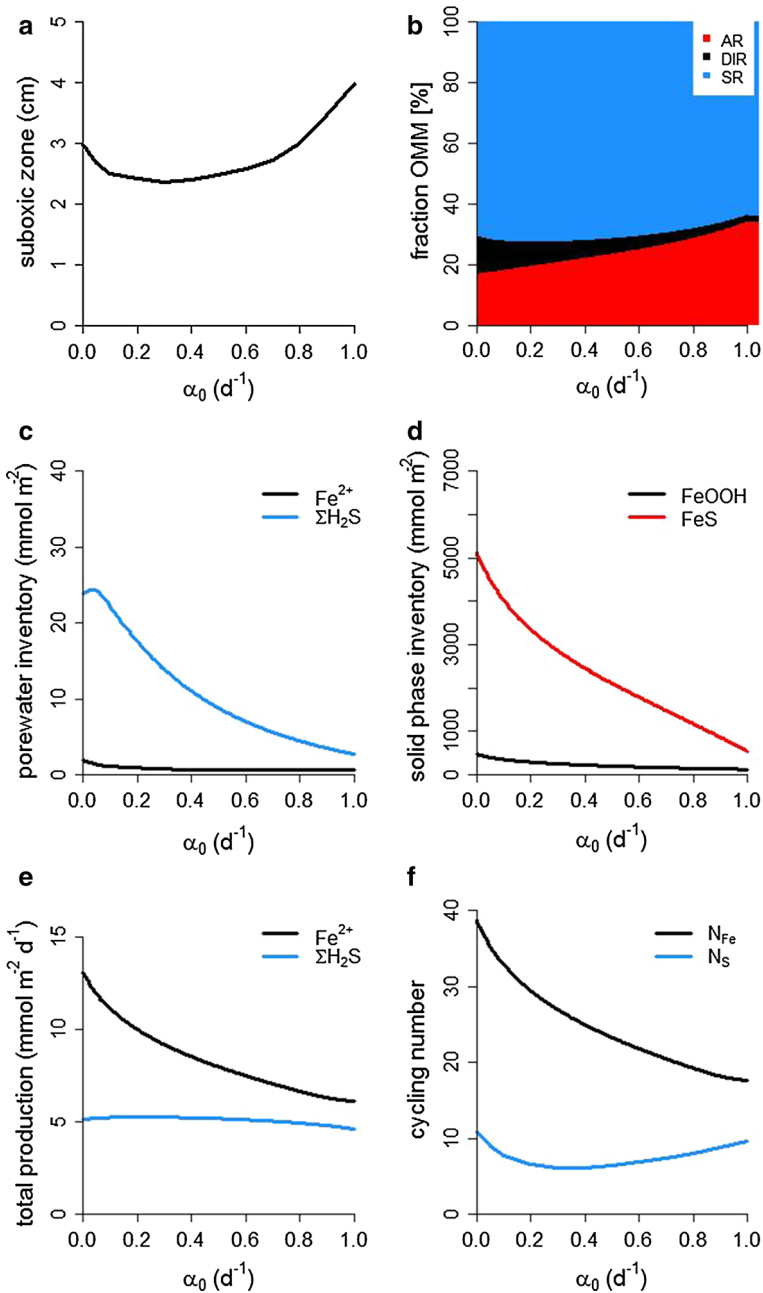 a
suboxic zone (cm)
5
4
3
2
1
0
0.0 0.2 0.4 0.6 0.8 1.0
α0 (d-1)
b
fraction OMM [%]
100
80
60
40
20
0
AR
DIR
SR
0.0 0.2 0.4 0.6 0.8 1.0
α0 (d-1)
c
porewater inventory (mmol m-2)
40
30
20
10
0
Fe2+
ΣH2S
0.0 0.2 0.4 0.6 0.8 1.0
α0 (d-1)
d
solid phase inventory (mmol m-2)
7000
5000
3000
1000
0
FeOOH
FeS
0.0 0.2 0.4 0.6 0.8 1.0
α0 (d-1)
e
total production (mmol m-2 d-1)
15
10
5
0
Fe2+
ΣH2S
0.0 0.2 0.4 0.6 0.8 1.0
α0 (d-1)
f
cycling number
40
30
20
10
0
NFe
NS
0.0 0.2 0.4 0.6 0.8 1.0
α0 (d-1)